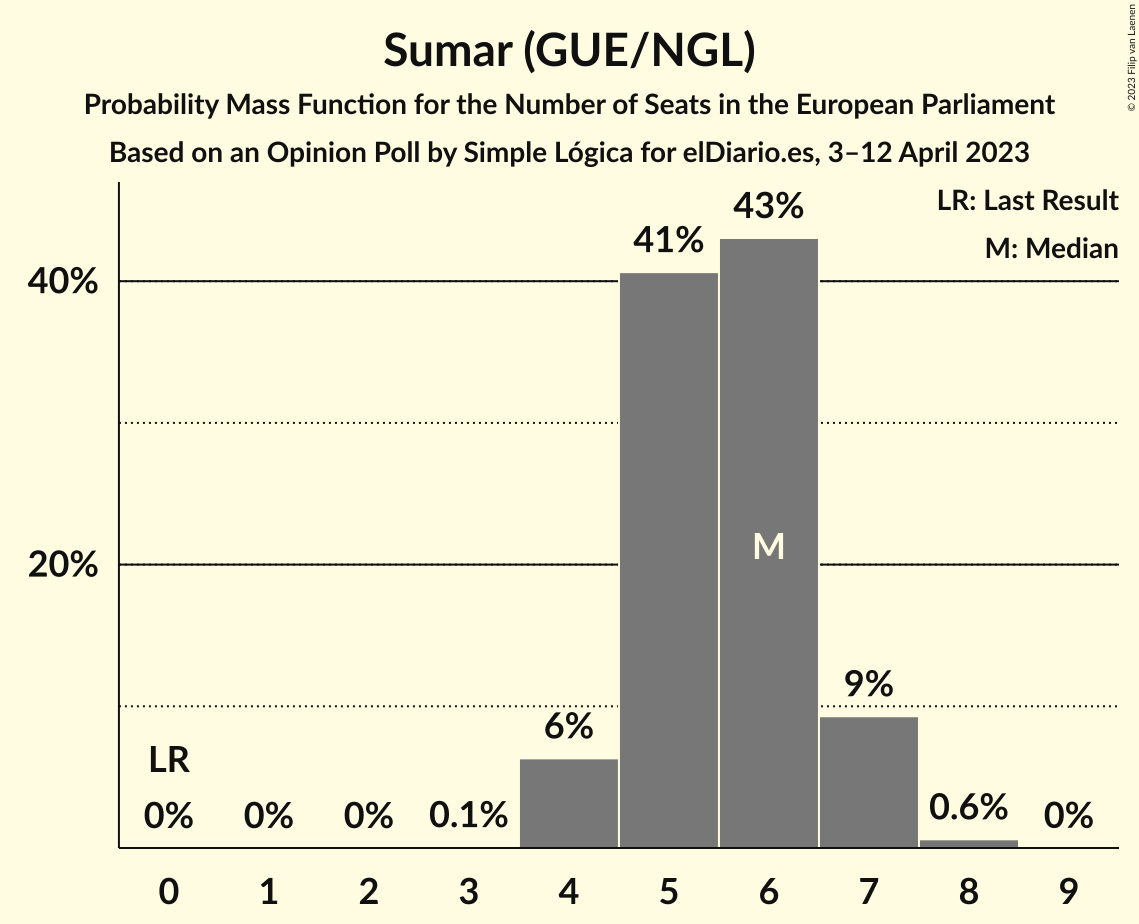 Sumar (GUE/NGL)
Probability Mass Function for the Number of Seats in the European Parliament
Based on an Opinion Poll by Simple Lógica for elDiario.es, 3–12 April 2023
© 2023 Filip van Laenen
LR: Last Result
M: Median
40%
20%
LR
0%
0%
0%
0.1%
6%
41%
43%
M
9%
0.6%
0%
0 1 2 3 4 5 6 7 8 9